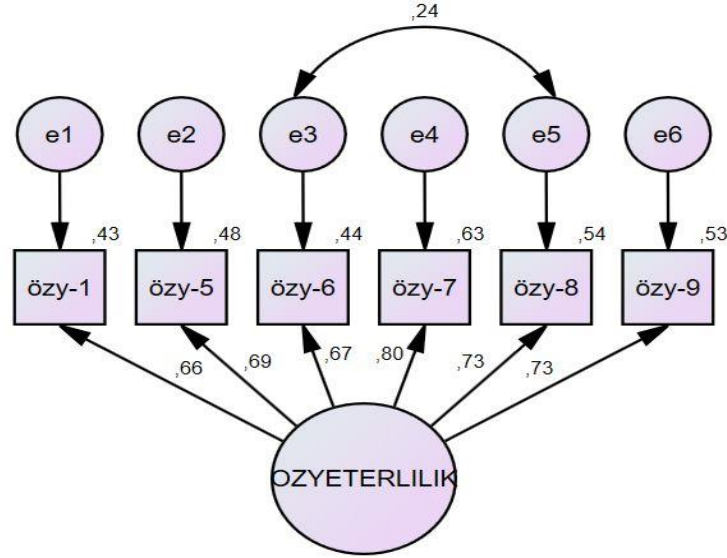 ,24
e1 e2 e3 e4 e5 e6
,43 ,48 ,44 ,63 ,54 ,53
özy-1 özy-5 özy-6 özy-7 özy-8 özy-9
,66 ,69 ,67 ,80 ,73 ,73
OZYETERLILIK